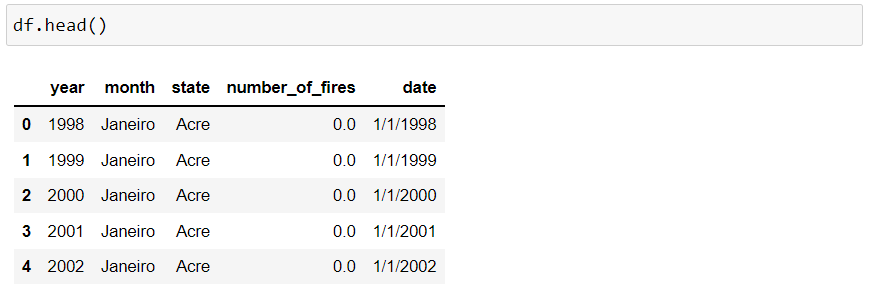 df.head()
year month state number_of_fires date
0 1998 Janeiro Acre 0.0 1/1/1998
1 1999 Janeiro Acre 0.0 1/1/1999
2 2000 Janeiro Acre 0.0 1/1/2000
3 2001 Janeiro Acre 0.0 1/1/2001
4 2002 Janeiro Acre 0.0 1/1/2002